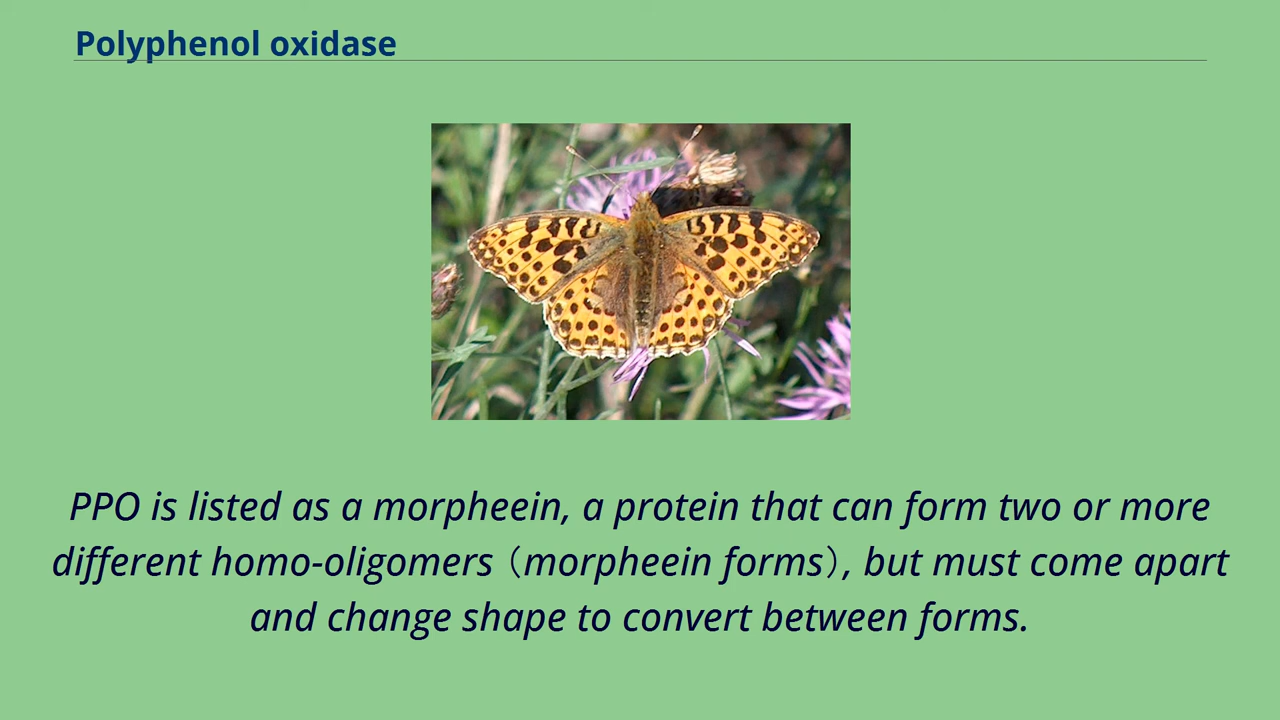 Polyphenol oxidase
PPO is listed as a morpheein, a protein that can form two or more
different homo-oligomers（morpheein forms）, but must come apart
and change shape to convert between forms.